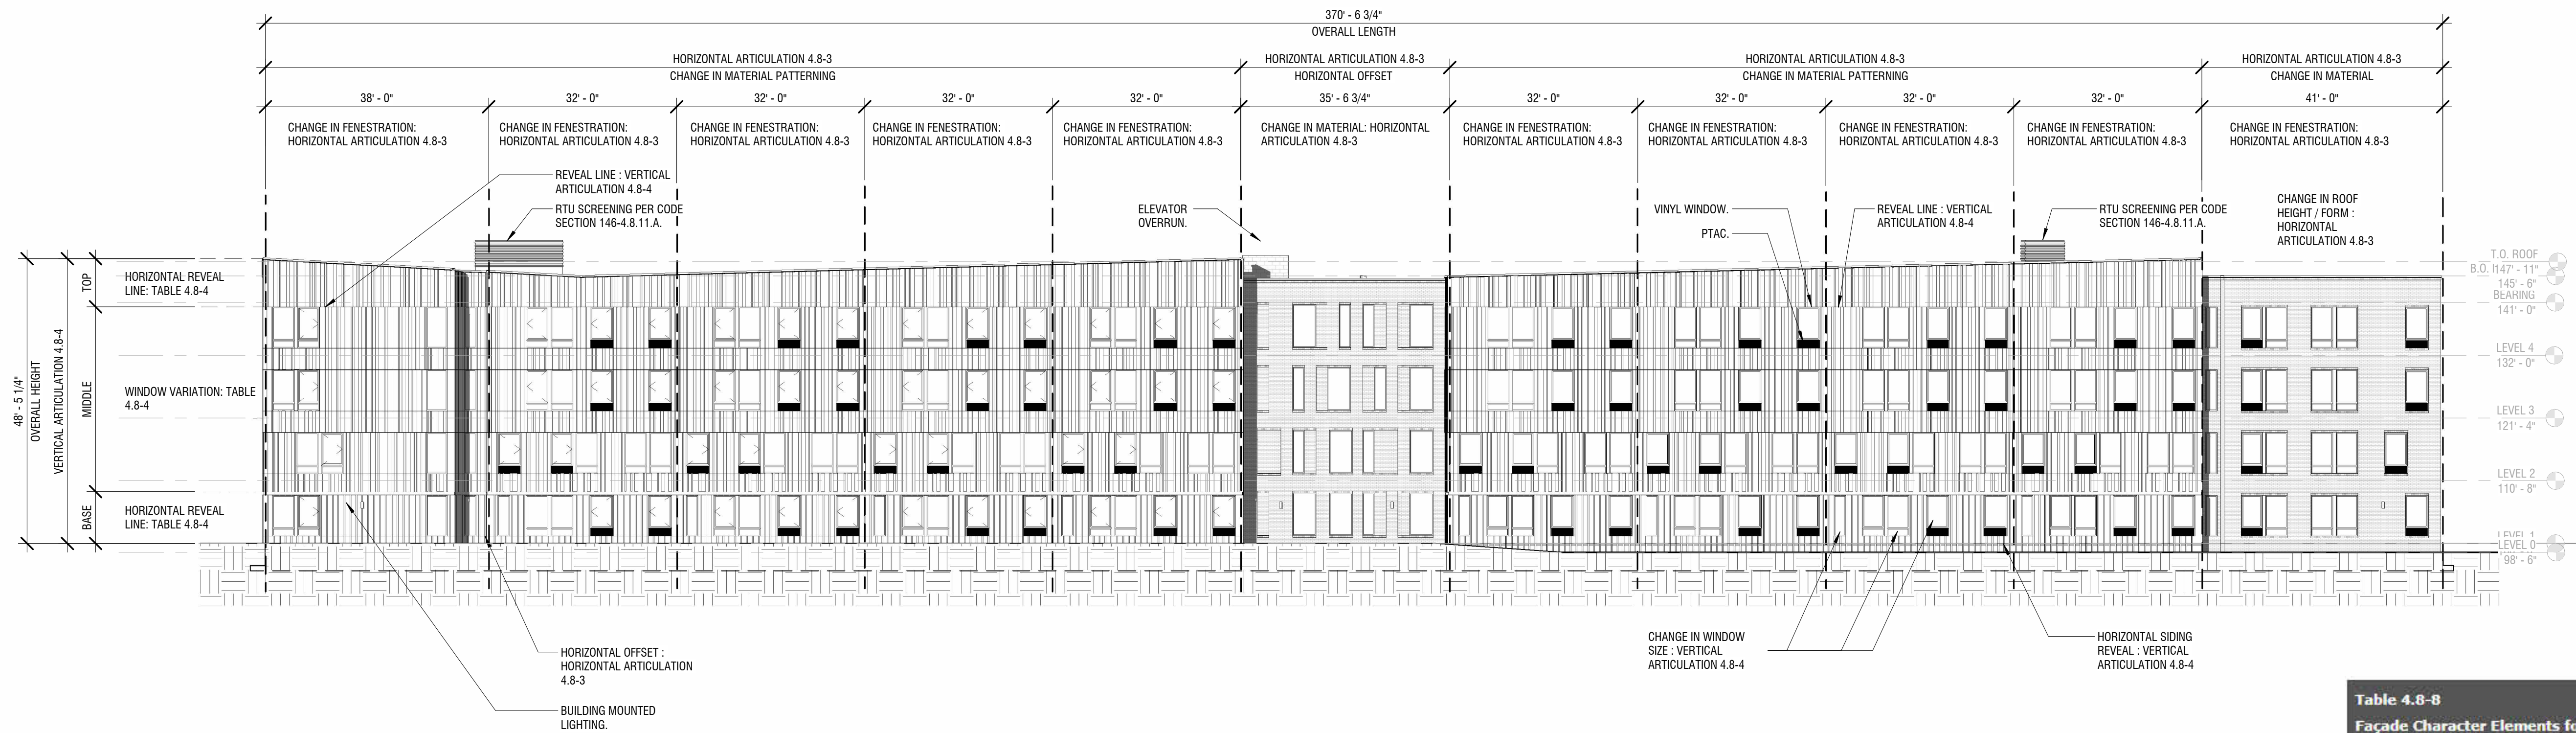 370' - 6 3/4"
OVERALL LENGTH
HORIZONTAL ARTICULATION 4.8-3
CHANGE IN MATERIAL PATTERNING
HORIZONTAL ARTICULATION 4.8-3
HORIZONTAL OFFSET
HORIZONTAL ARTICULATION 4.8-3
CHANGE IN MATERIAL PATTERNING
HORIZONTAL ARTICULATION 4.8-3
CHANGE IN MATERIAL
38' - 0"
32' - 0"
32' - 0"
32' - 0"
32' - 0"
35' - 6 3/4"
32' - 0"
32' - 0"
32' - 0"
32' - 0"
41' - 0"
CHANGE IN FENESTRATION:
HORIZONTAL ARTICULATION 4.8-3
CHANGE IN FENESTRATION:
HORIZONTAL ARTICULATION 4.8-3
CHANGE IN FENESTRATION:
HORIZONTAL ARTICULATION 4.8-3
CHANGE IN FENESTRATION:
HORIZONTAL ARTICULATION 4.8-3
CHANGE IN FENESTRATION:
HORIZONTAL ARTICULATION 4.8-3
CHANGE IN MATERIAL: HORIZONTAL
ARTICULATION 4.8-3
CHANGE IN FENESTRATION:
HORIZONTAL ARTICULATION 4.8-3
CHANGE IN FENESTRATION:
HORIZONTAL ARTICULATION 4.8-3
CHANGE IN FENESTRATION:
HORIZONTAL ARTICULATION 4.8-3
CHANGE IN FENESTRATION:
HORIZONTAL ARTICULATION 4.8-3
CHANGE IN FENESTRATION:
HORIZONTAL ARTICULATION 4.8-3
REVEAL LINE : VERTICAL
ARTICULATION 4.8-4
RTU SCREENING PER CODE
SECTION 146-4.8.11.A.
ELEVATOR
OVERRUN.
VINYL WINDOW.
PTAC.
REVEAL LINE : VERTICAL
ARTICULATION 4.8-4
RTU SCREENING PER CODE
SECTION 146-4.8.11.A.
CHANGE IN ROOF
HEIGHT / FORM :
HORIZONTAL
ARTICULATION 4.8-3
48' - 5 1/4"
OVERALL HEIGHT
VERTICAL ARTICULATION 4.8-4
TOP
MIDDLE
BASE
HORIZONTAL REVEAL
LINE: TABLE 4.8-4
WINDOW VARIATION: TABLE
4.8-4
HORIZONTAL REVEAL
LINE: TABLE 4.8-4
T.O. ROOF
B.O.
147' - 11"
145' - 6"
BEARING
141' - 0"
LEVEL 4
132' - 0"
LEVEL 3
121' - 4"
LEVEL 2
110' - 8"
LEVEL 1
LEVEL 0
98' - 6"
HORIZONTAL OFFSET :
HORIZONTAL ARTICULATION
4.8-3
BUILDING MOUNTED
LIGHTING.
CHANGE IN WINDOW
SIZE : VERTICAL
ARTICULATION 4.8-4
HORIZONTAL SIDING
REVEAL : VERTICAL
ARTICULATION 4.8-4
Table 4.8-8
Façade Character Elements fo